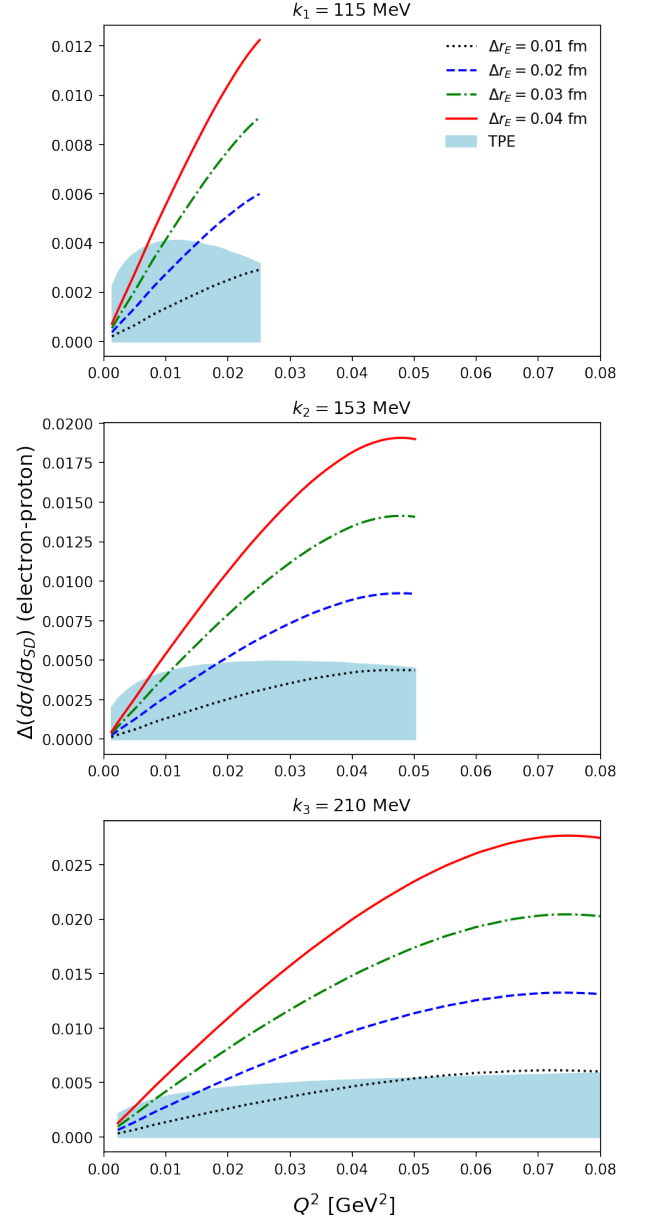 k₁ = 115 MeV
0.012
0.010
0.008
0.006
0.004
0.002
0.000
Δr_E = 0.01 fm
Δr_E = 0.02 fm
Δr_E = 0.03 fm
Δr_E = 0.04 fm
TPE
0.00 0.01 0.02 0.03 0.04 0.05 0.06 0.07 0.08
k₂ = 153 MeV
Δ(dσ/dσ_SD) (electron-proton)
0.0200
0.0175
0.0150
0.0125
0.0100
0.0075
0.0050
0.0025
0.0000
0.00 0.01 0.02 0.03 0.04 0.05 0.06 0.07 0.08
k₃ = 210 MeV
0.025
0.020
0.015
0.010
0.005
0.000
0.00 0.01 0.02 0.03 0.04 0.05 0.06 0.07 0.08
Q² [GeV²]